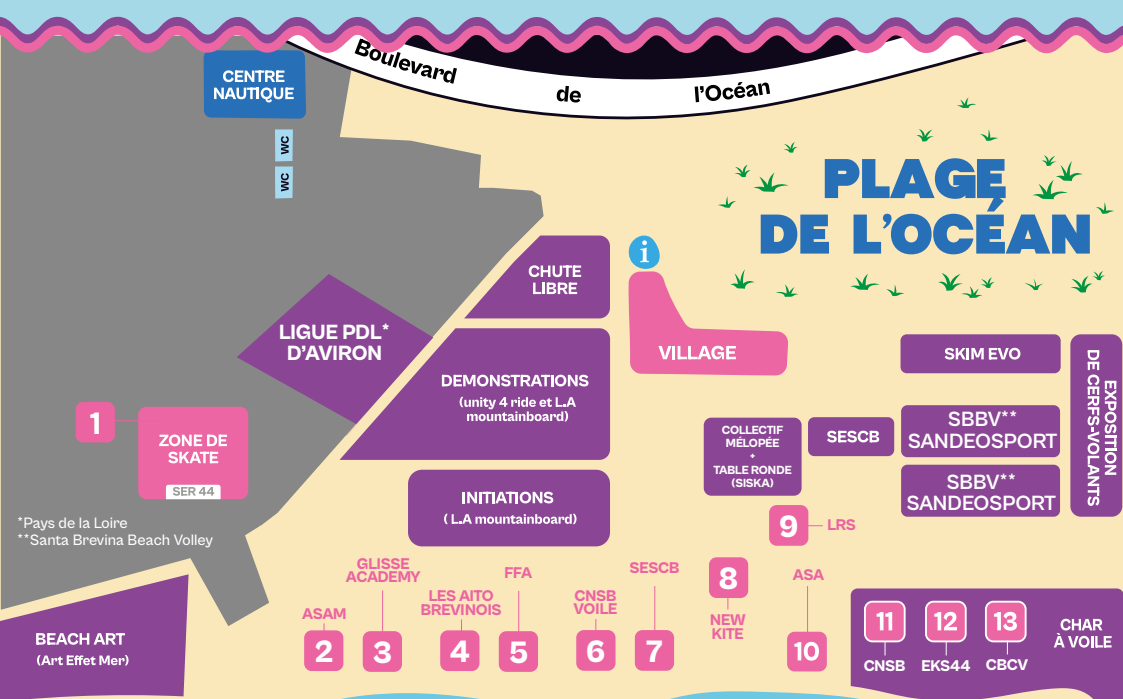 Boulevard de l'Océan
CENTRE
NAUTIQUE
WC
WC
PLAGE
DE L'OCÉAN
i
CHUTE
LIBRE
LIGUE PDL*
D'AVIRON
VILLAGE
DEMONSTRATIONS
(unity 4 ride et L.A
mountainboard)
SKIM EVO
EXPOSITION
DE CERFS-VOLANTS
1
ZONE DE
SKATE
SER 44
COLLECTIF
MÉLOPÉE
+
TABLE RONDE
(SISKA)
SESCB
SBBV**
SANDEOSPORT
SBBV**
SANDEOSPORT
INITIATIONS
( L.A mountainboard)
*Pays de la Loire
**Santa Brevina Beach Volley
9
LRS
BEACH ART
(Art Effet Mer)
ASAM
2
GLISSE
ACADEMY
3
LES AITO
BREVINOIS
4
FFA
5
CNSB
VOILE
6
SESCB
7
8
NEW
KITE
ASA
10
11
CNSB
12
EKS44
13
CBCV
CHAR
À VOILE